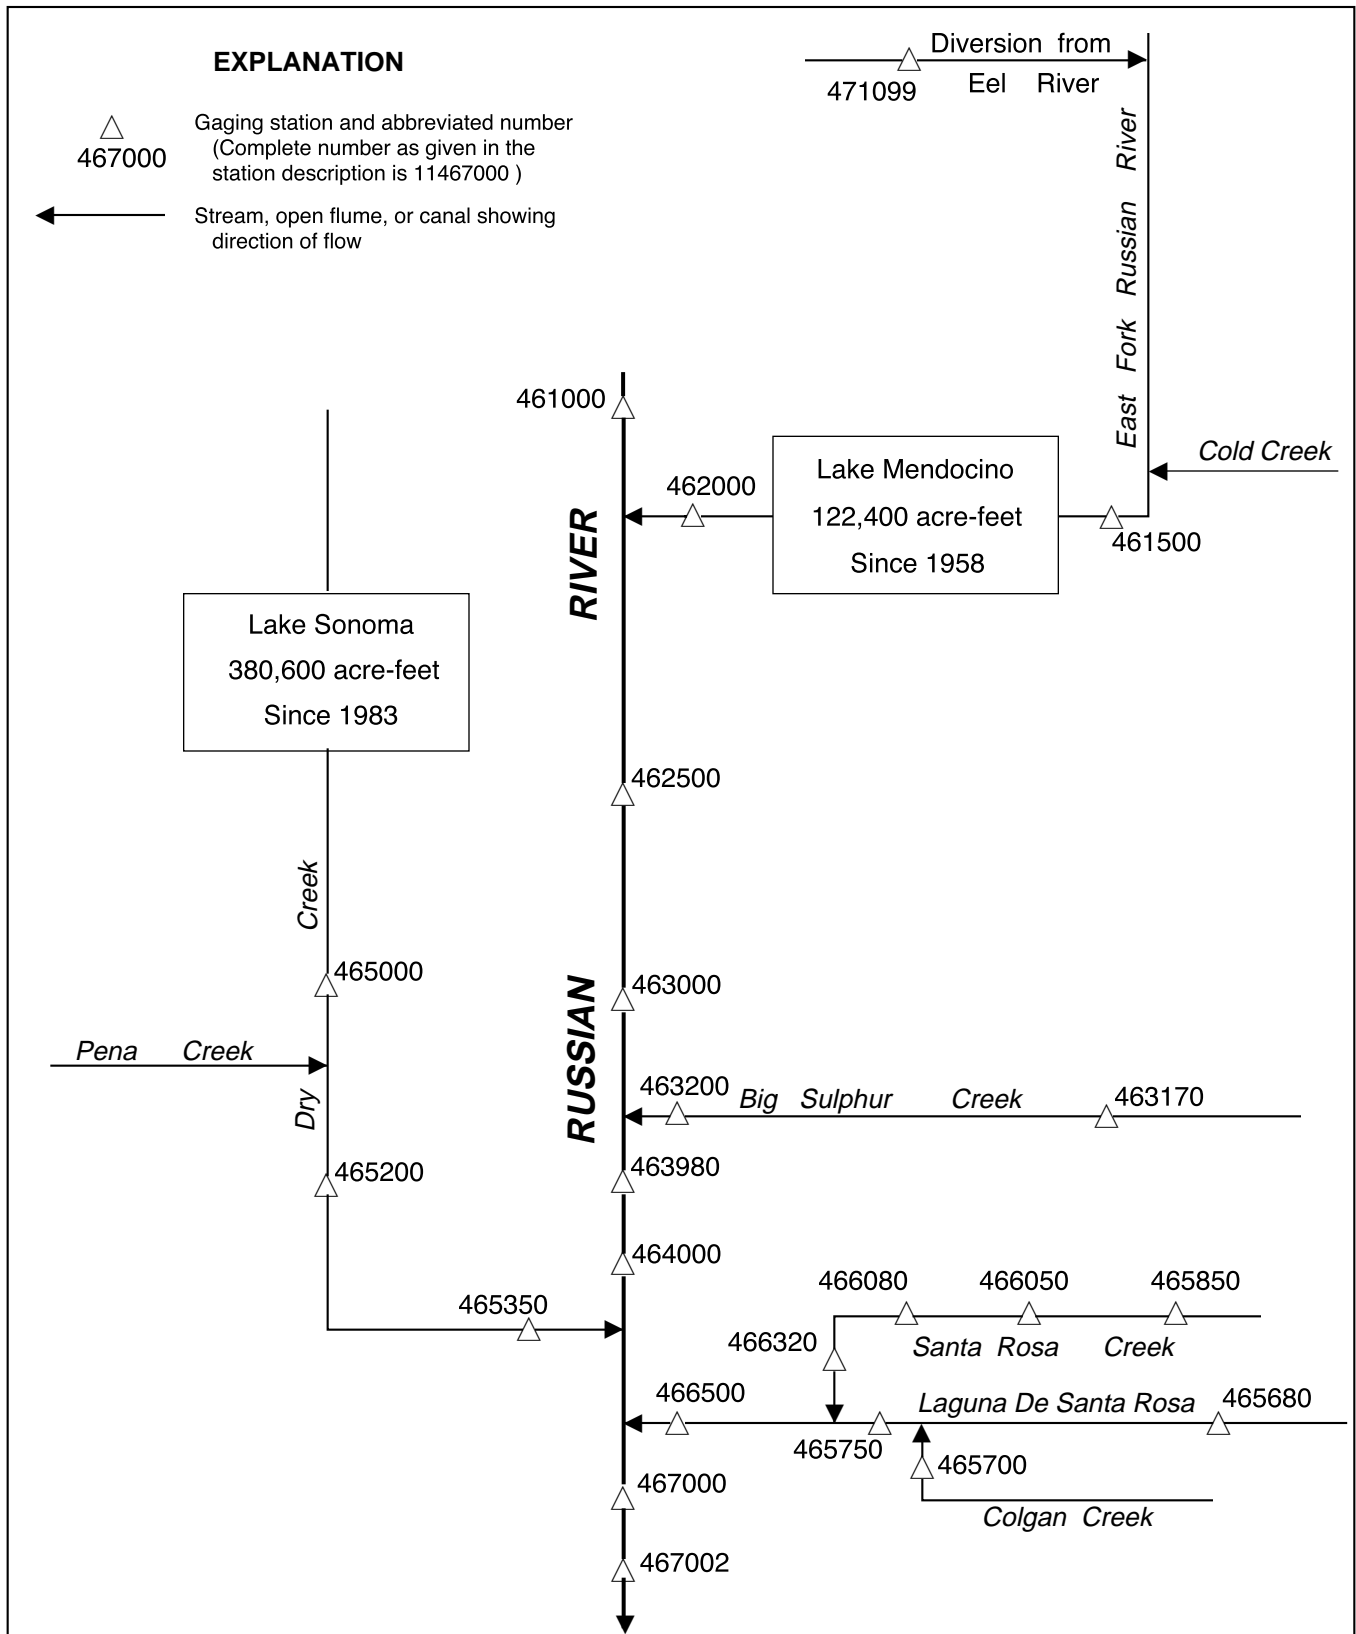 EXPLANATION
467000
Gaging station and abbreviated number
(Complete number as given in the
station description is 11467000 )
Stream, open flume, or canal showing
direction of flow
Diversion from
Eel River
471099
East Fork Russian River
Cold Creek
461500
Lake Mendocino
122,400 acre-feet
Since 1958
462000
461000
RUSSIAN RIVER
Lake Sonoma
380,600 acre-feet
Since 1983
462500
Dry Creek
465000
463000
Pena Creek
463200
Big Sulphur Creek
463170
465200
463980
464000
465350
466080
466050
465850
Santa Rosa Creek
466320
466500
Laguna De Santa Rosa
465680
465750
465700
Colgan Creek
467000
467002